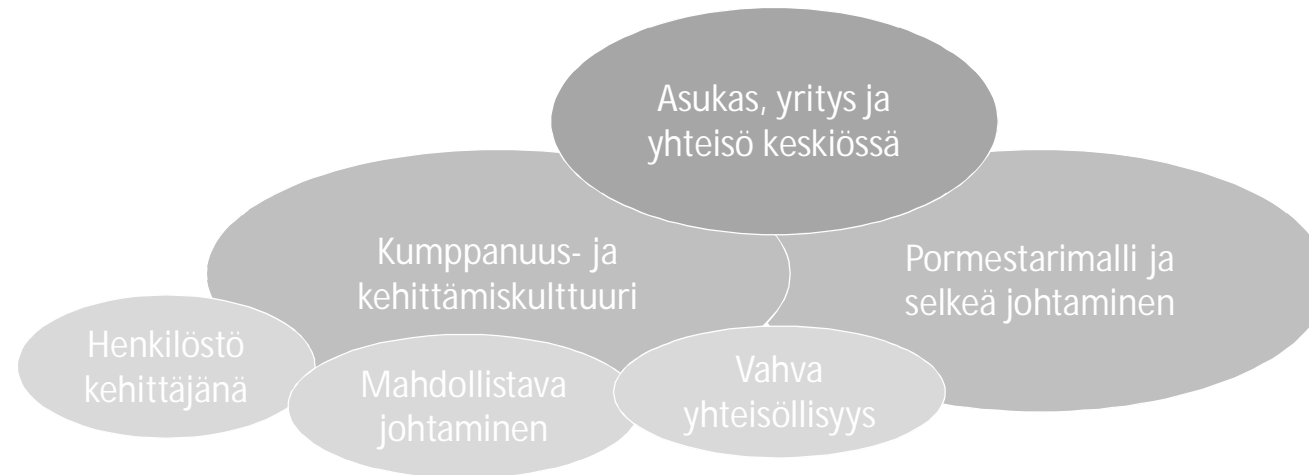 Asukas, yritys ja
yhteisö keskiössä
Kumppanuus- ja
kehittämiskulttuuri
Pormestarimalli ja
selkeä johtaminen
Henkilöstö
kehittäjänä
Mahdollistava
johtaminen
Vahva
yhteisöllisyys